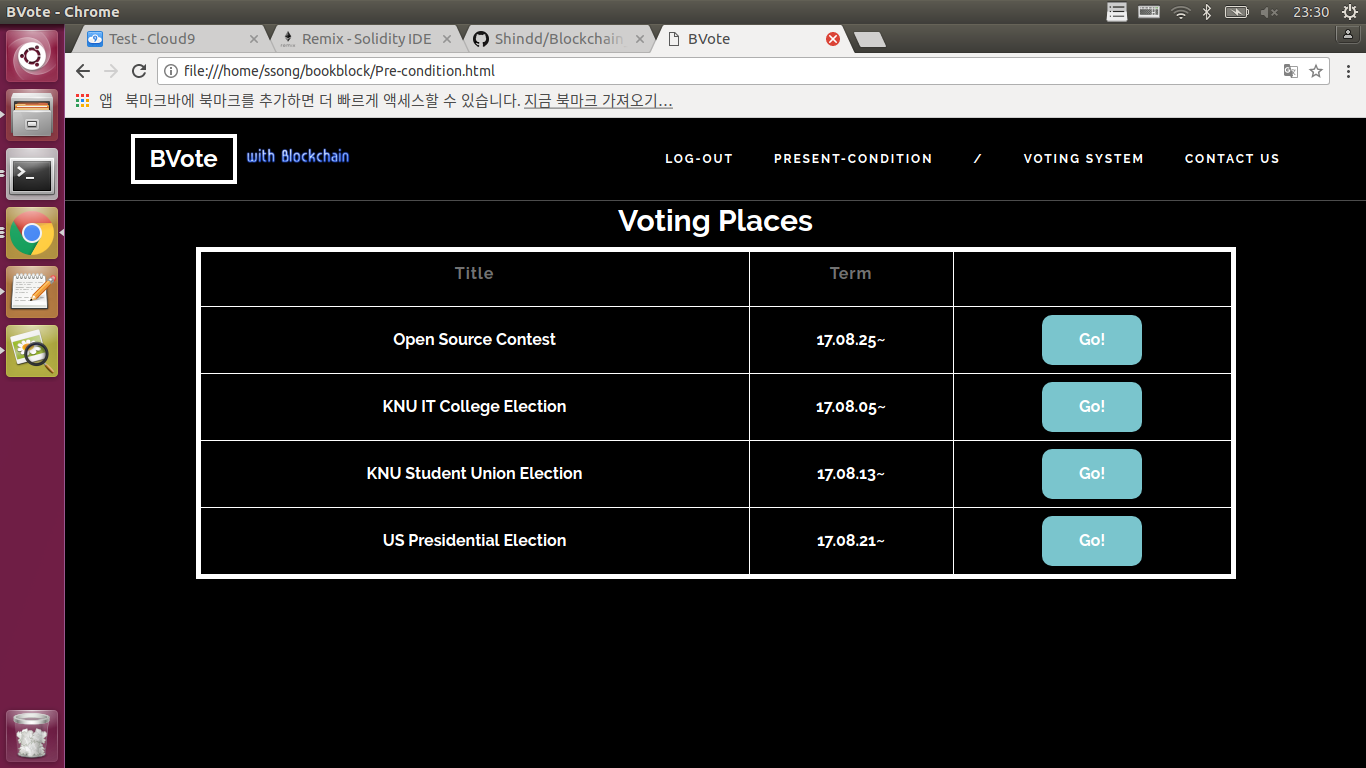 BVote - Chrome
23:30
Test - Cloud9
Remix - Solidity IDE
Shindd/Blockchain
BVote
file:///home/ssong/bookblock/Pre-condition.html
앱 북마크바에 북마크를 추가하면 더 빠르게 액세스할 수 있습니다. 지금 북마크 가져오기...
BVote with Blockchain
LOG-OUT PRESENT-CONDITION / VOTING SYSTEM CONTACT US
Voting Places
Title Term
Open Source Contest 17.08.25~ Go!
KNU IT College Election 17.08.05~ Go!
KNU Student Union Election 17.08.13~ Go!
US Presidential Election 17.08.21~ Go!